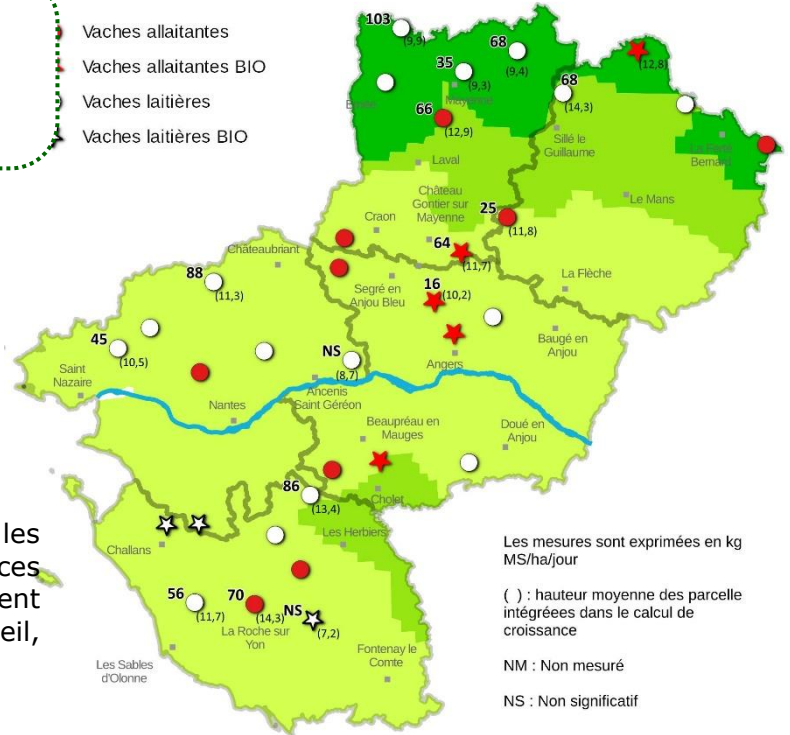 Vaches allaitantes
Vaches allaitantes BIO
Vaches laitières
Vaches laitières BIO
103
(9,9)
68
(9,4)
35
(9,3)
Mayenne
(12,8)
68
(14,3)
66
(12,9)
Sillé le
Guillaume
La Ferté
Bernard
Laval
Le Mans
Château
Gontier sur
Mayenne
Craon
25
(11,8)
64
(11,7)
Châteaubriant
La Flèche
88
(11,3)
Segré en
Anjou Bleu
16
(10,2)
Baugé en
Anjou
45
(10,5)
NS
(8,7)
Angers
Saint
Nazaire
Ancenis
Saint Géréon
Nantes
Beaupréau en
Mauges
Doué en
Anjou
86
(13,4)
Cholet
Les Herbiers
Challans
56
(11,7)
70
(14,3)
NS
(7,2)
La Roche sur
Yon
Fontenay le
Comte
Les Sables
d'Olonne
les
ces
ent
eil,
Les mesures sont exprimées en kg
MS/ha/jour
( ) : hauteur moyenne des parcelle
intégréees dans le calcul de
croissance
NM : Non mesuré
NS : Non significatif